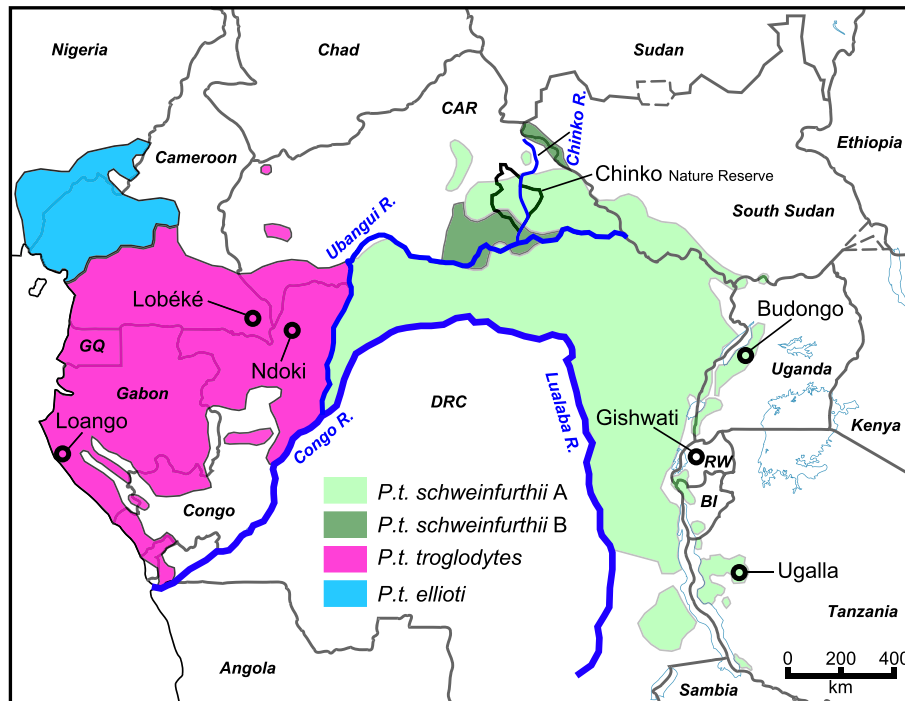 Nigeria
Chad
Sudan
CAR
Chinko R.
Chinko R.
Ethiopia
Cameroon
Chinko Nature Reserve
South Sudan
Ubangui R.
Lobéké
Budongo
GQ
Ndoki
Uganda
Gabon
Lualaba R.
DRC
Loango
Congo R.
Gishwati
Kenya
RW
P.t. schweinfurthii A
BI
Congo
P.t. schweinfurthii B
P.t. troglodytes
Ugalla
P.t. ellioti
Tanzania
Angola
0 200 400
km
Sambia